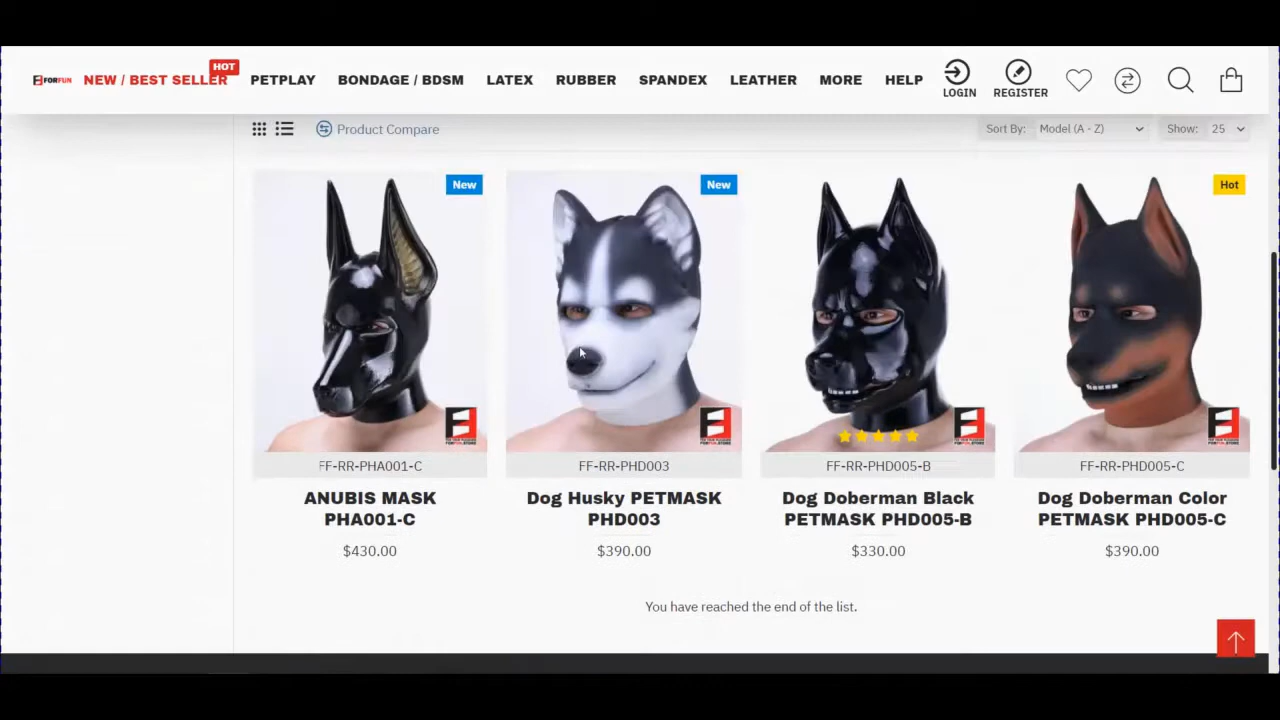 FORFUN
NEW / BEST SELLER
HOT
PETPLAY
BONDAGE / BDSM
LATEX
RUBBER
SPANDEX
LEATHER
MORE
HELP
LOGIN
REGISTER
Product Compare
Sort By: Model (A - Z)
Show: 25
New
New
Hot
FF-RR-PHA001-C
FF-RR-PHD003
FF-RR-PHD005-B
FF-RR-PHD005-C
ANUBIS MASK
PHA001-C
Dog Husky PETMASK
PHD003
Dog Doberman Black
PETMASK PHD005-B
Dog Doberman Color
PETMASK PHD005-C
$430.00
$390.00
$330.00
$390.00
You have reached the end of the list.